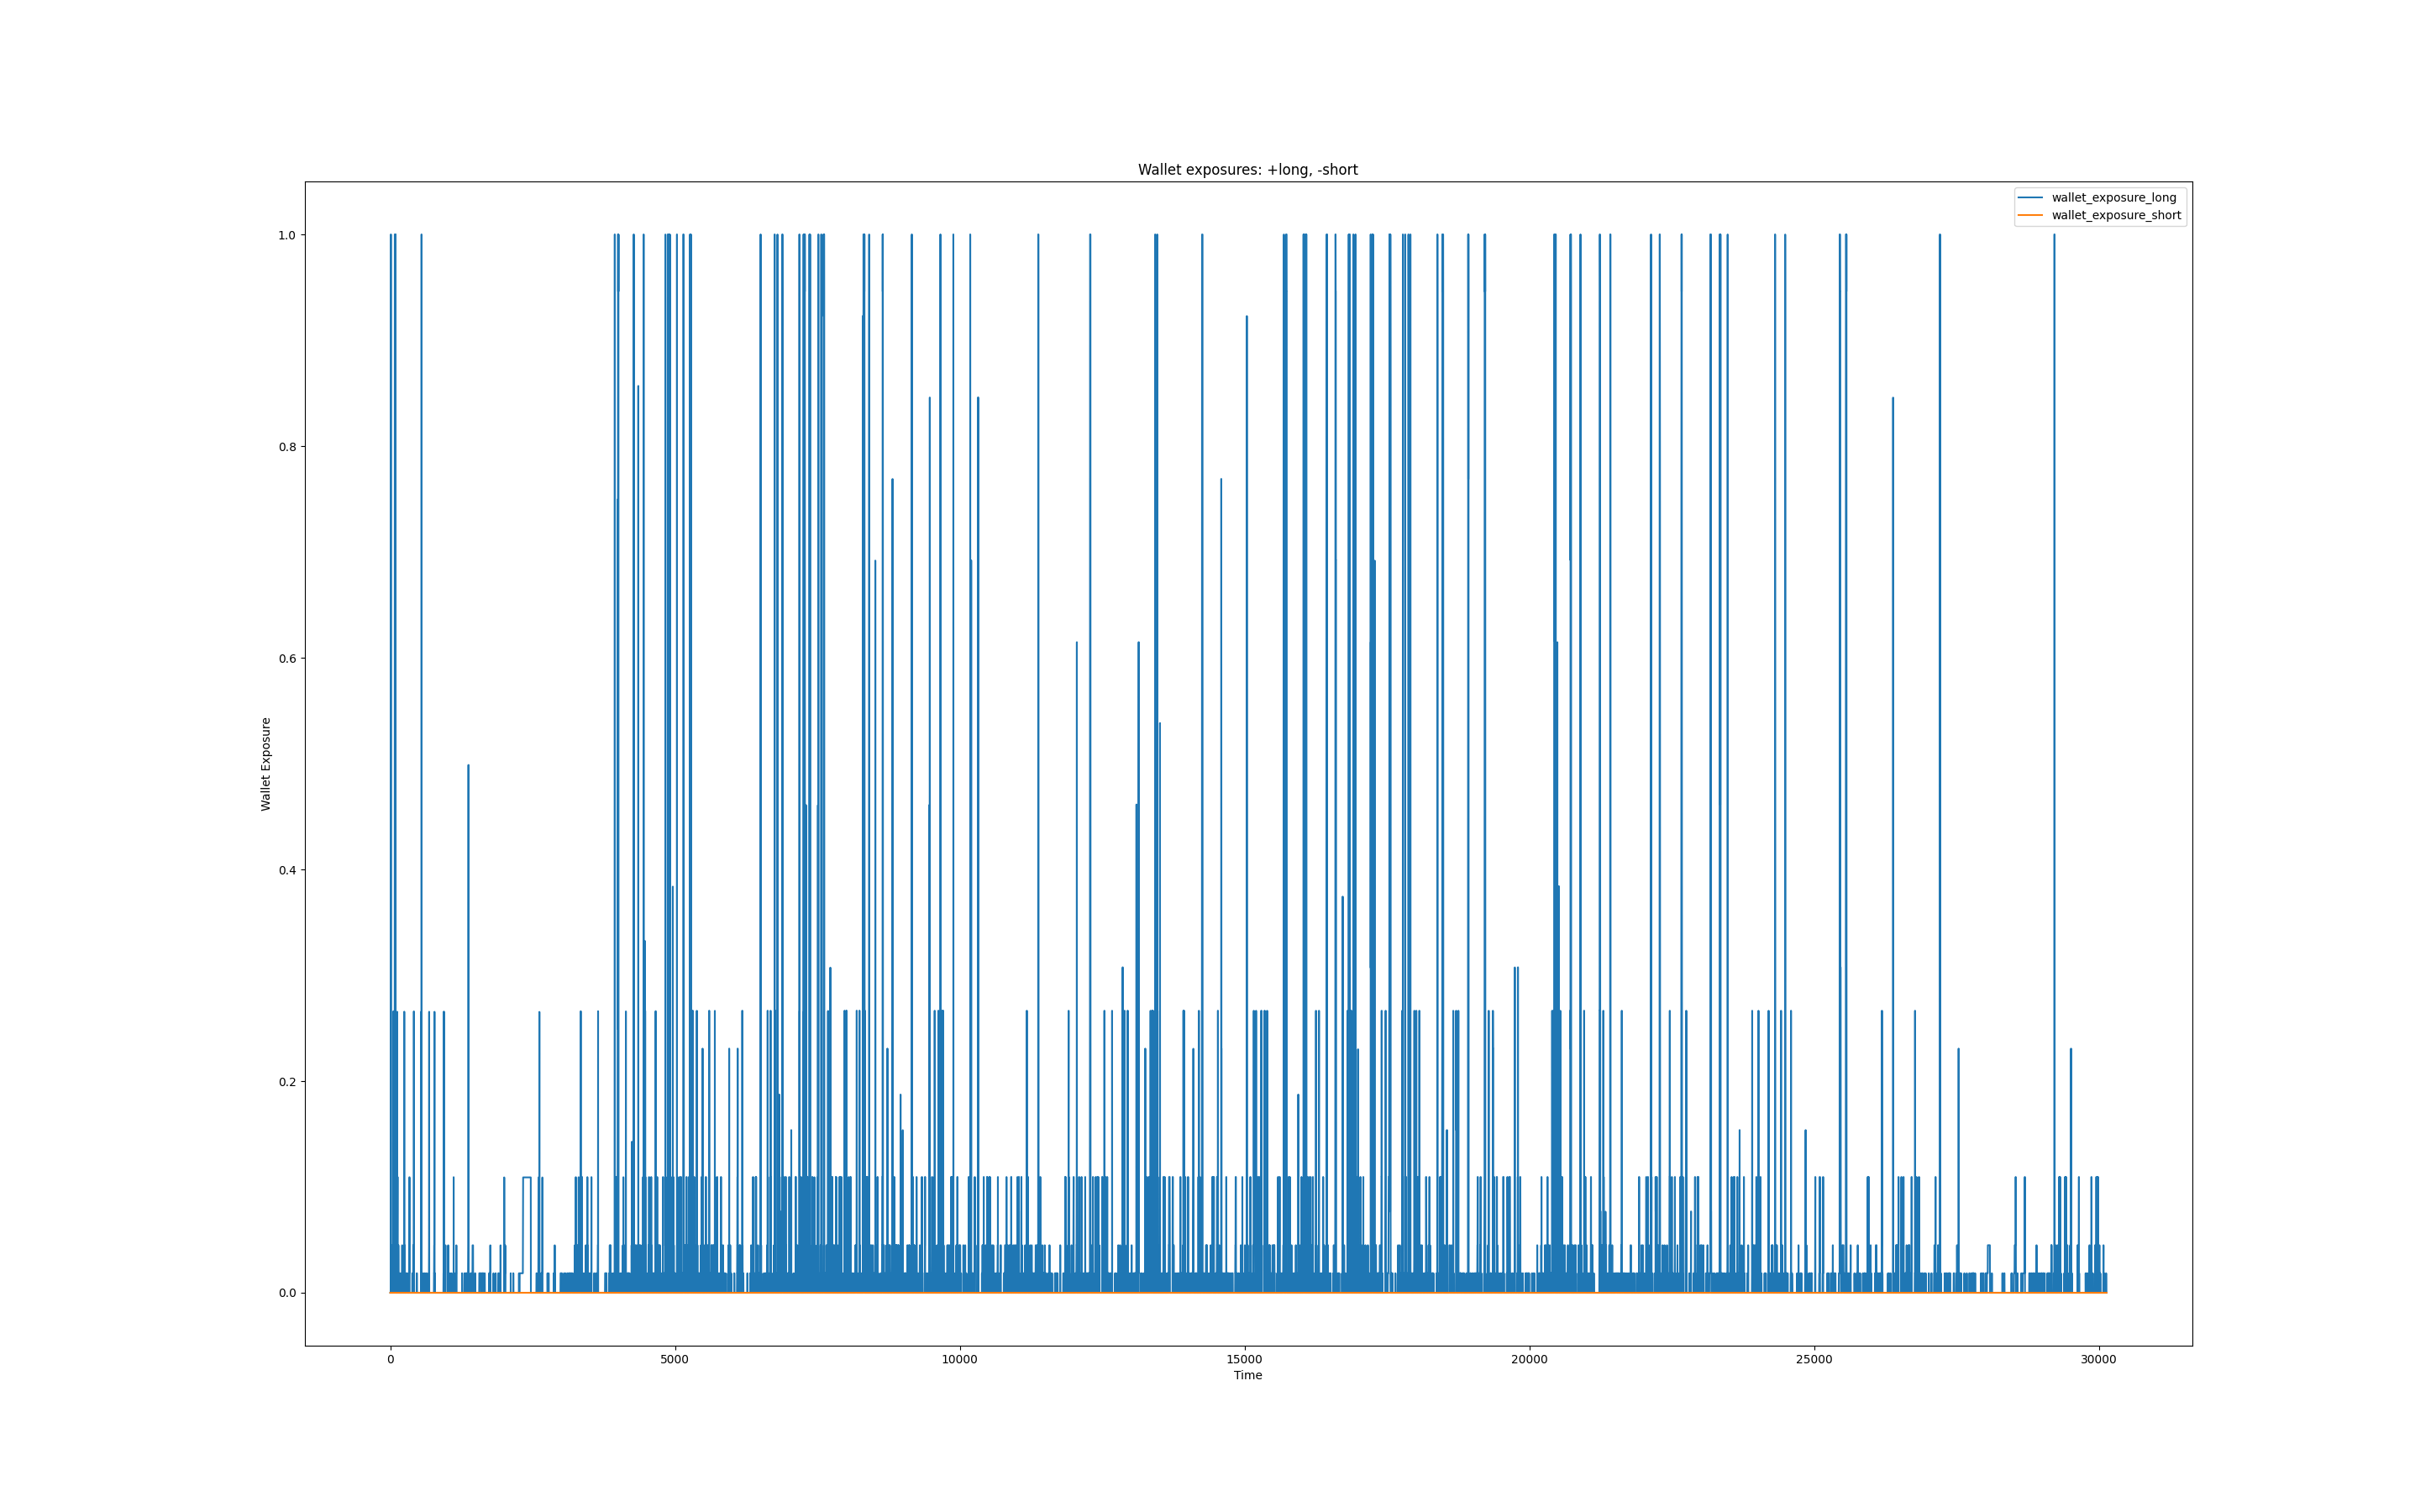 Wallet exposures: +long, -short
wallet_exposure_long
wallet_exposure_short
1.0
0.8
0.6
0.4
0.2
0.0
Wallet Exposure
0 5000 10000 15000 20000 25000 30000
Time